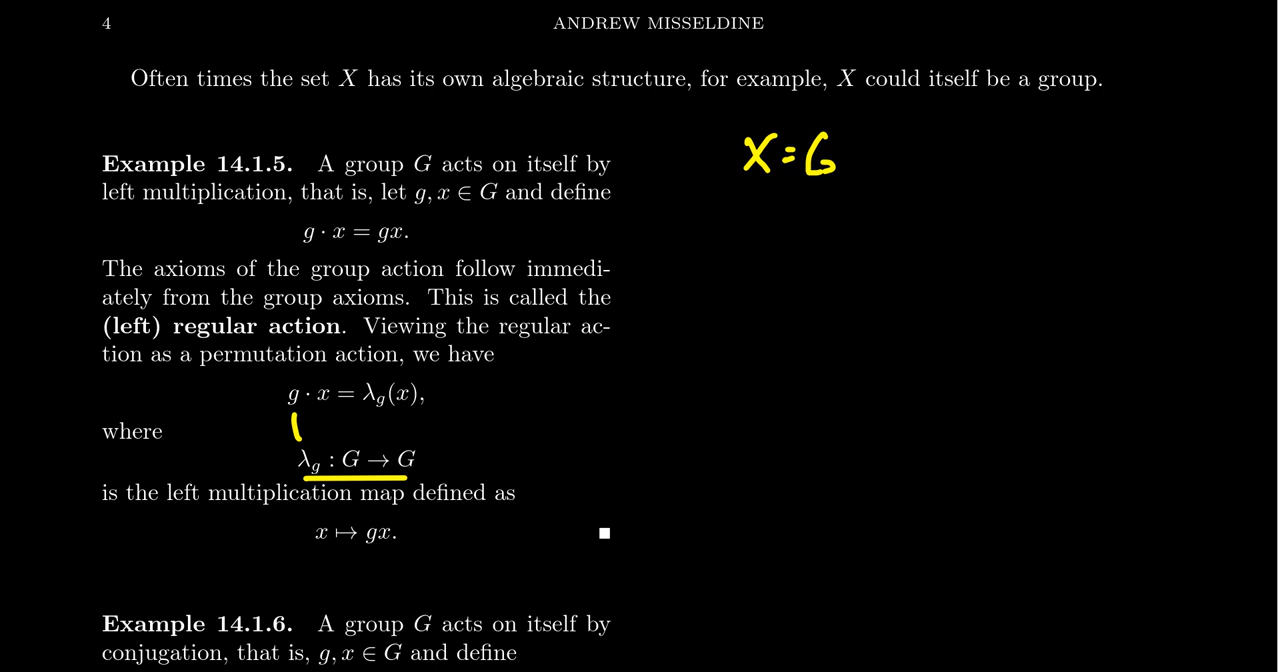 4 ANDREW MISSELDINE
Often times the set X has its own algebraic structure, for example, X could itself be a group.
X=G
Example 14.1.5. A group G acts on itself by
left multiplication, that is, let g, x ∈ G and define
g · x = gx.
The axioms of the group action follow immedi-
ately from the group axioms. This is called the
(left) regular action. Viewing the regular ac-
tion as a permutation action, we have
g · x = λ_g(x),
where
λ_g : G → G
is the left multiplication map defined as
x ↦ gx.
Example 14.1.6. A group G acts on itself by
conjugation, that is, g, x ∈ G and define